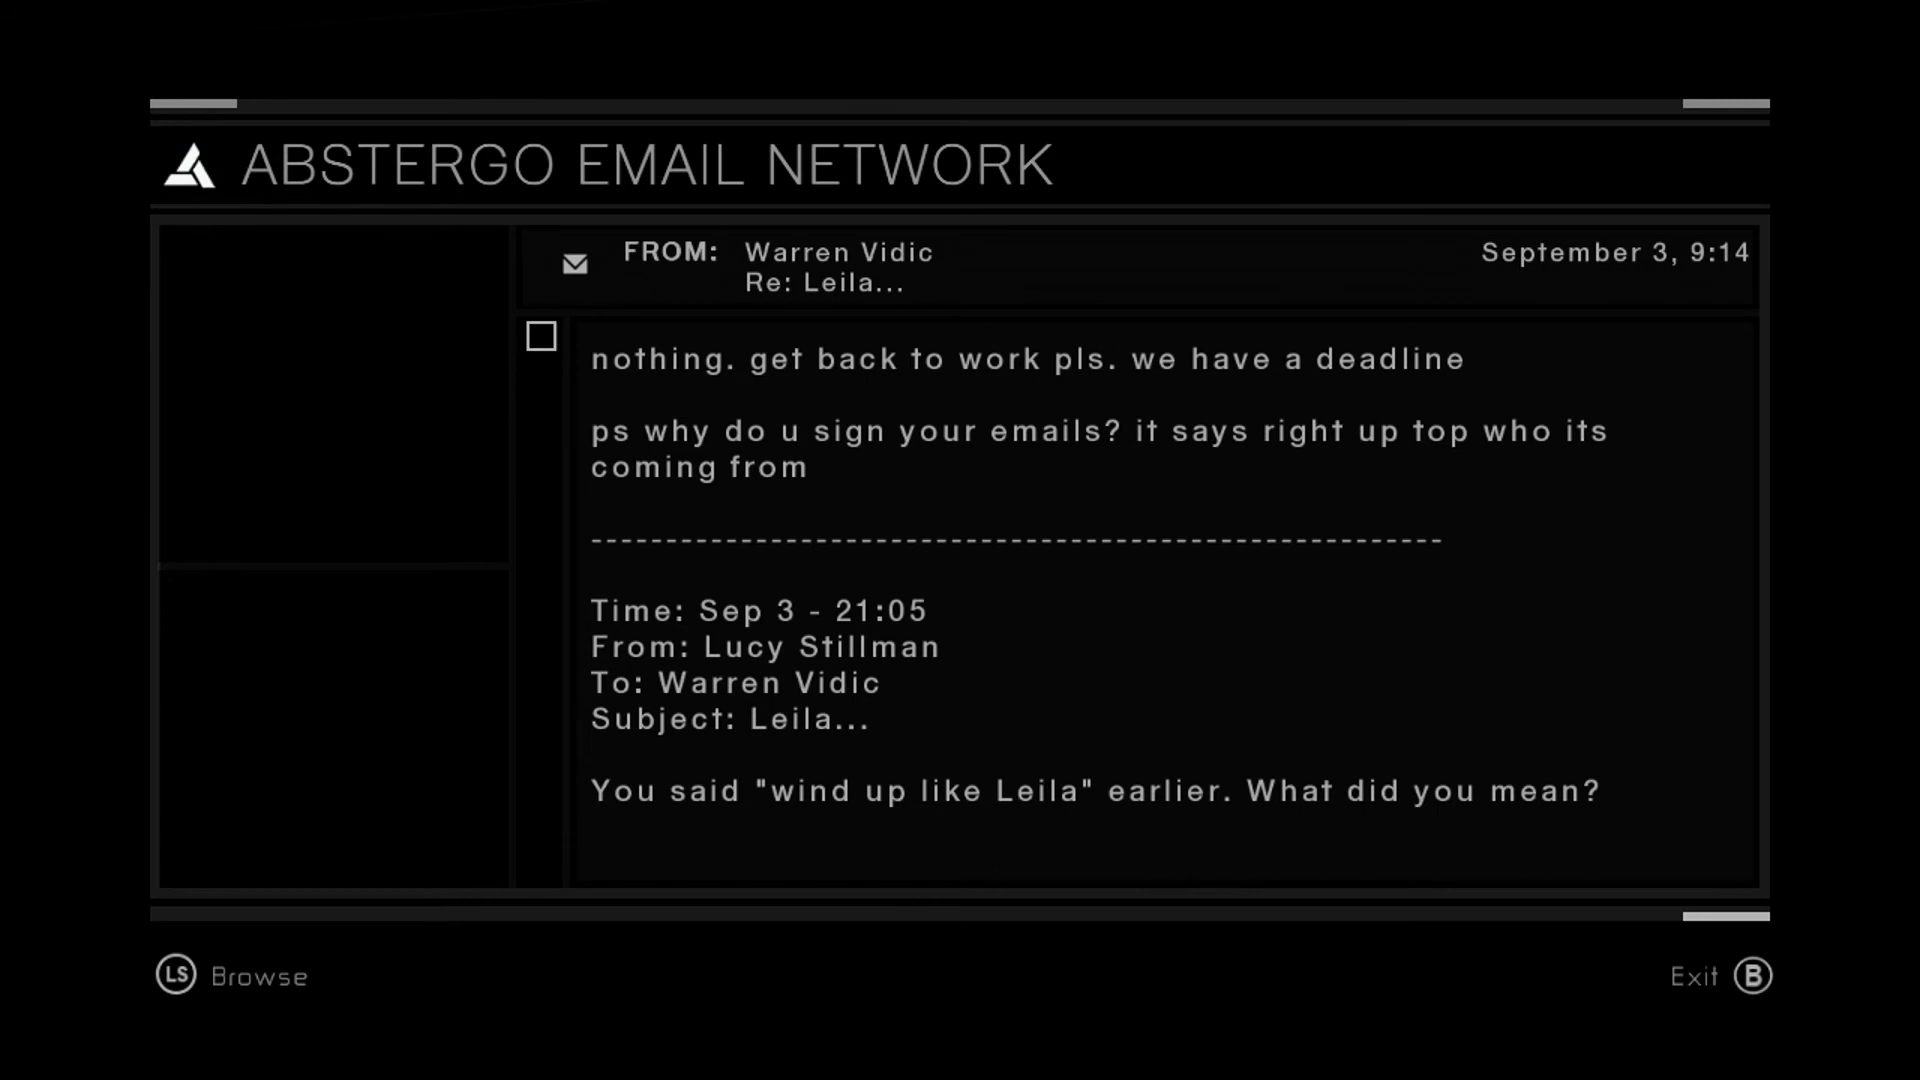 ABSTERGO EMAIL NETWORK
FROM: Warren Vidic
September 3, 9:14
Re: Leila...
nothing. get back to work pls. we have a deadline
ps why do u sign your emails? it says right up top who its
coming from
---------------------------------------------------------
Time: Sep 3 - 21:05
From: Lucy Stillman
To: Warren Vidic
Subject: Leila...
You said "wind up like Leila" earlier. What did you mean?
LS Browse
Exit B